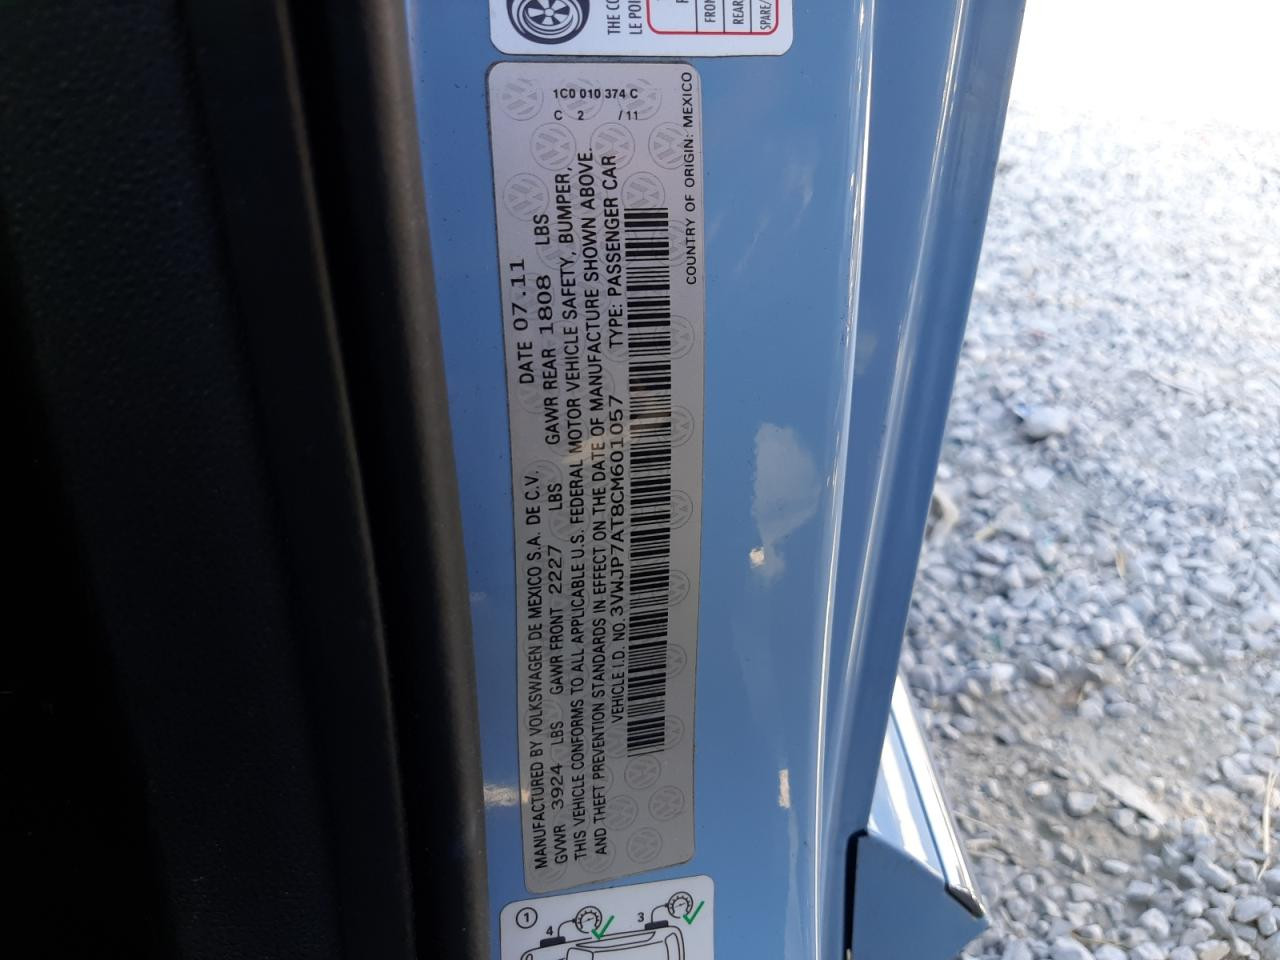 THE CO
LE POI
F
FRON
REAR
SPARE/
1C0 010 374 C
C 2 / 11
MANUFACTURED BY VOLKSWAGEN DE MEXICO S.A. DE C.V. DATE 07.11
GVWR 3924 LBS GAWR FRONT 2227 LBS GAWR REAR 1808 LBS
THIS VEHICLE CONFORMS TO ALL APPLICABLE U.S. FEDERAL MOTOR VEHICLE SAFETY, BUMPER,
AND THEFT PREVENTION STANDARDS IN EFFECT ON THE DATE OF MANUFACTURE SHOWN ABOVE.
VEHICLE I.D. NO.3VWJP7AT8CM601057 TYPE: PASSENGER CAR
COUNTRY OF ORIGIN: MEXICO
1
4 3